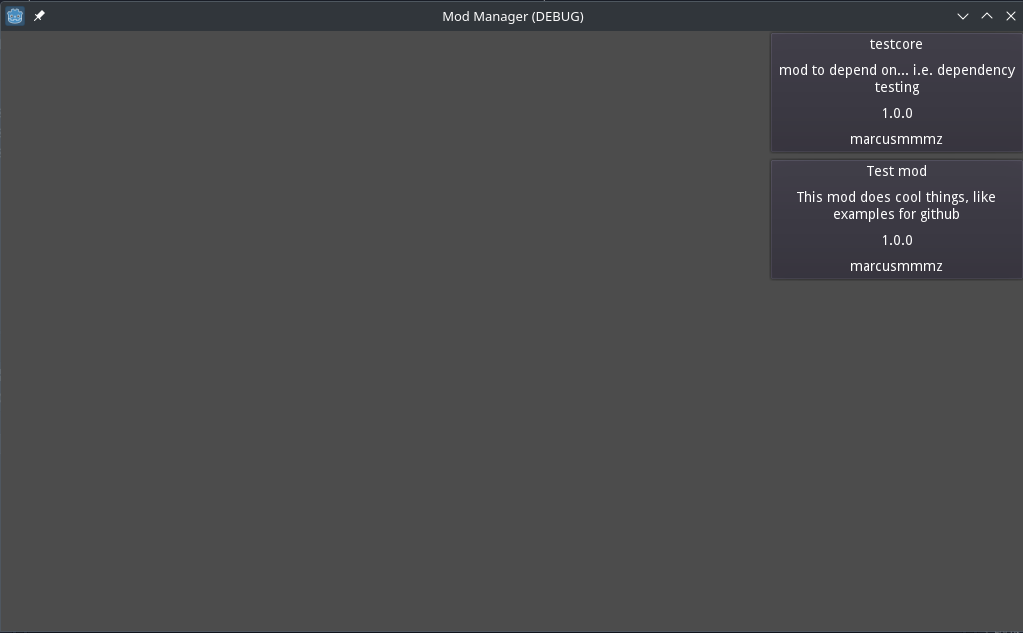 Mod Manager (DEBUG)
testcore
mod to depend on... i.e. dependency
testing
1.0.0
marcusmmmz
Test mod
This mod does cool things, like
examples for github
1.0.0
marcusmmmz